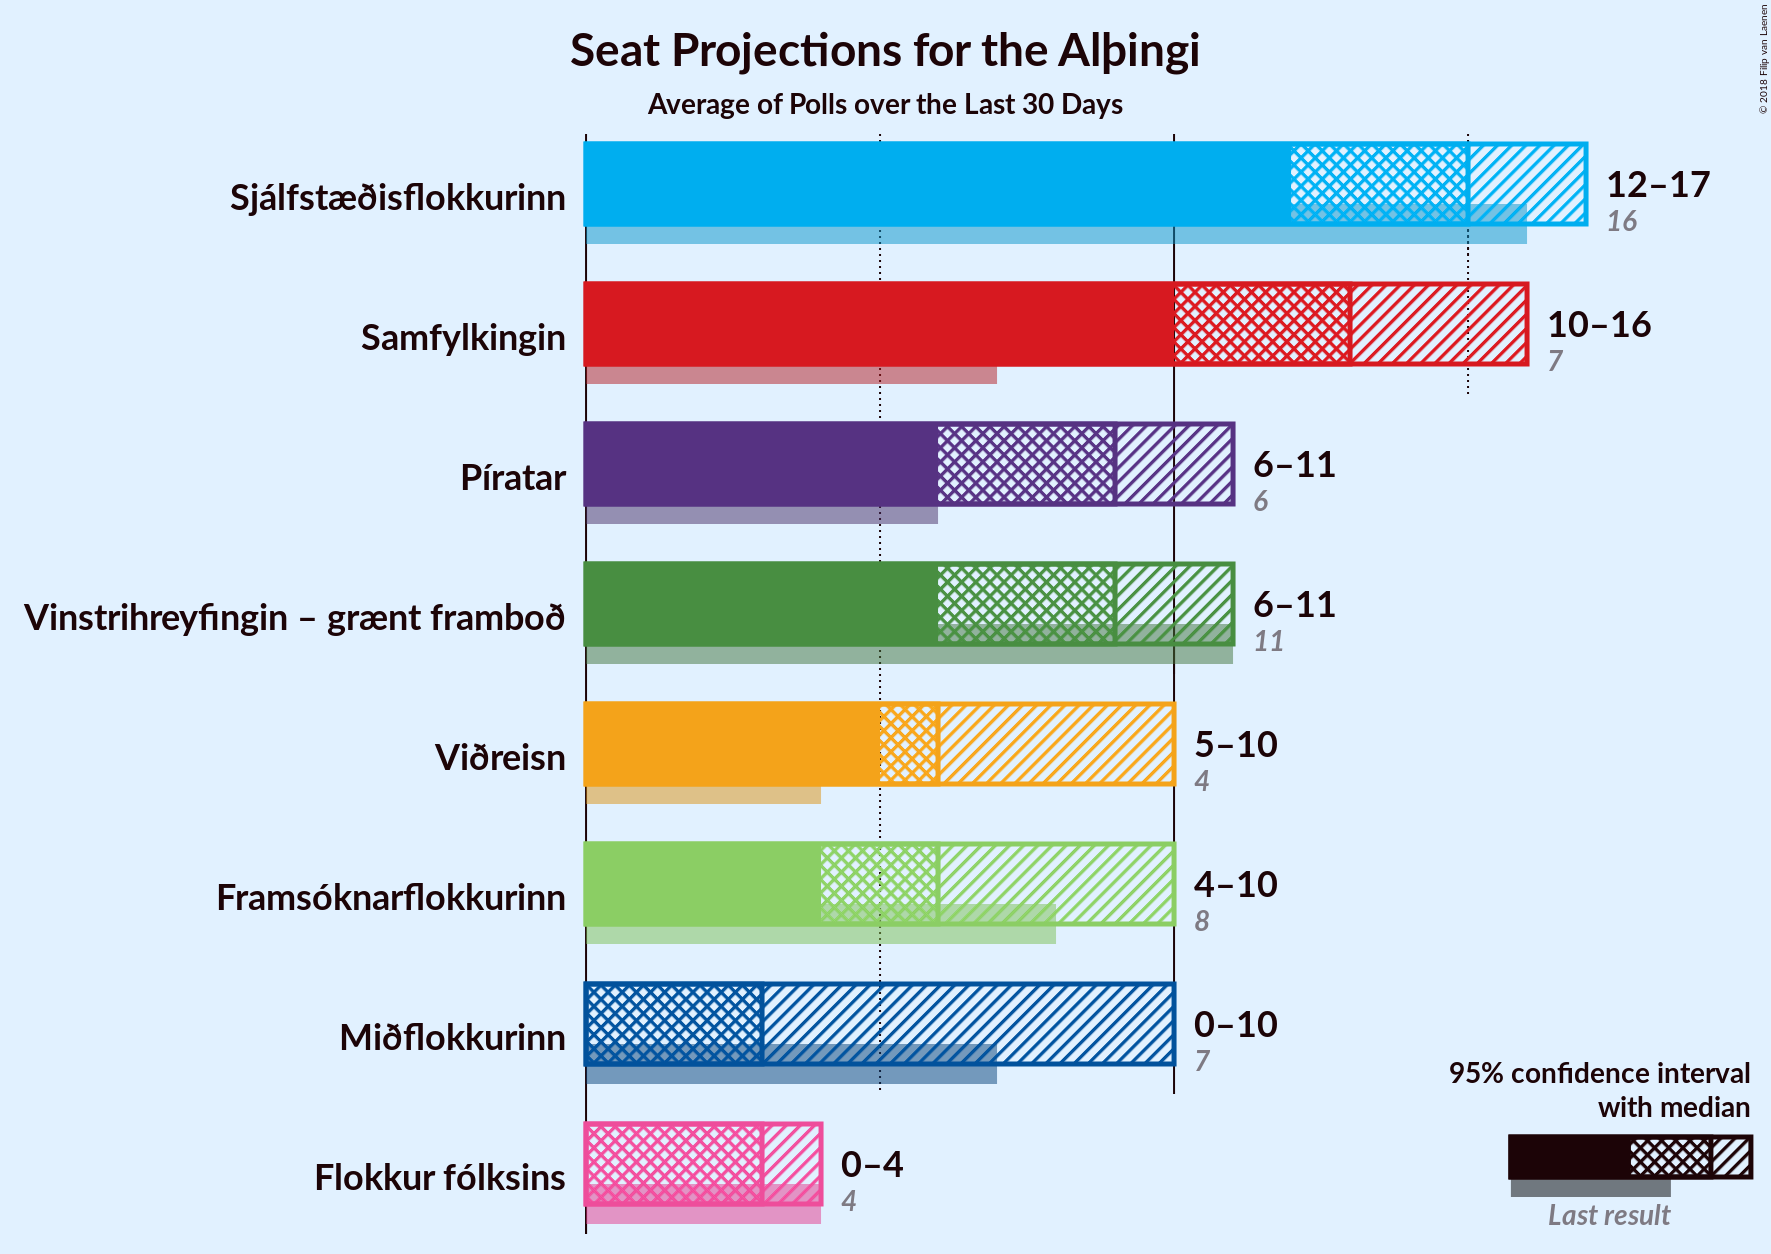 Seat Projections for the Alþingi
Average of Polls over the Last 30 Days
© 2018 Filip van Laenen
Sjálfstæðisflokkurinn
12–17
16
Samfylkingin
10–16
7
Píratar
6–11
6
Vinstrihreyfingin – grænt framboð
6–11
11
Viðreisn
5–10
4
Framsóknarflokkurinn
4–10
8
Miðflokkurinn
0–10
7
Flokkur fólksins
0–4
4
95% confidence interval
with median
Last result